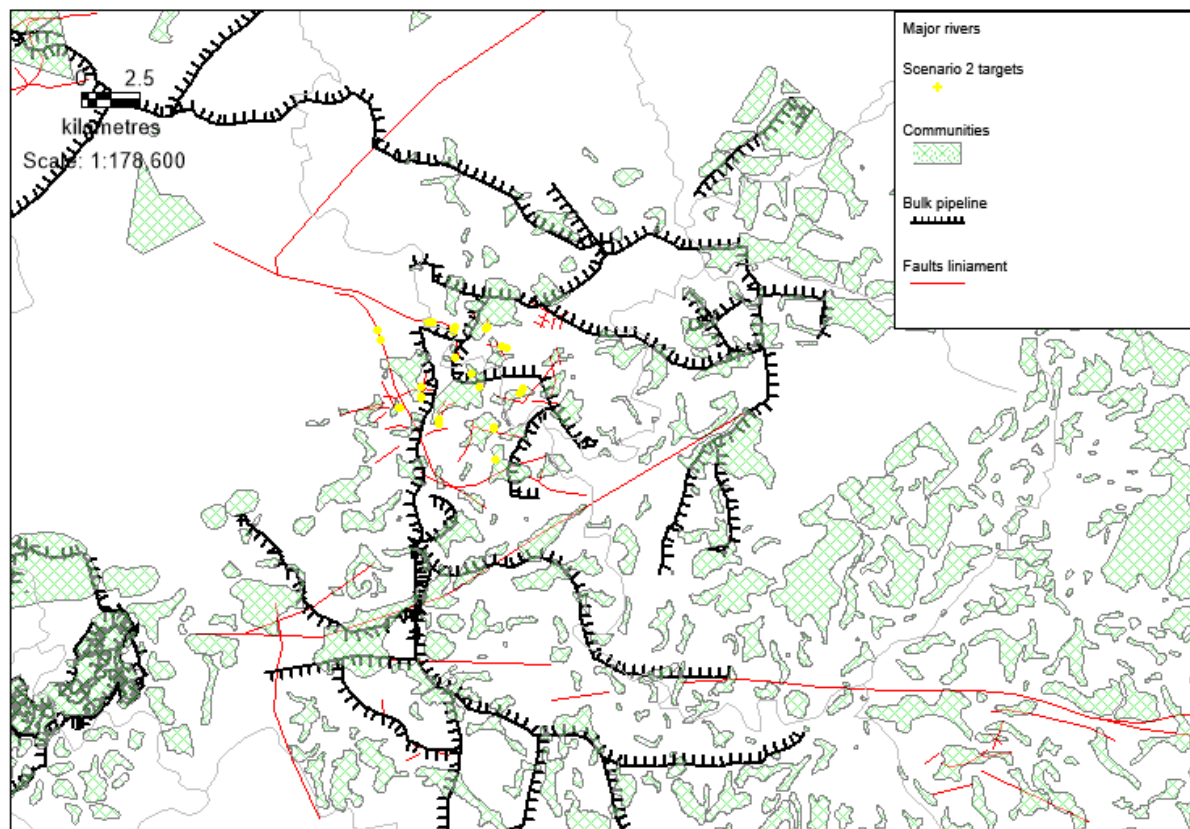 0
2.5
kilometres
Scale: 1:178,600
Major rivers
Scenario 2 targets
Communities
Bulk pipeline
Faults liniament